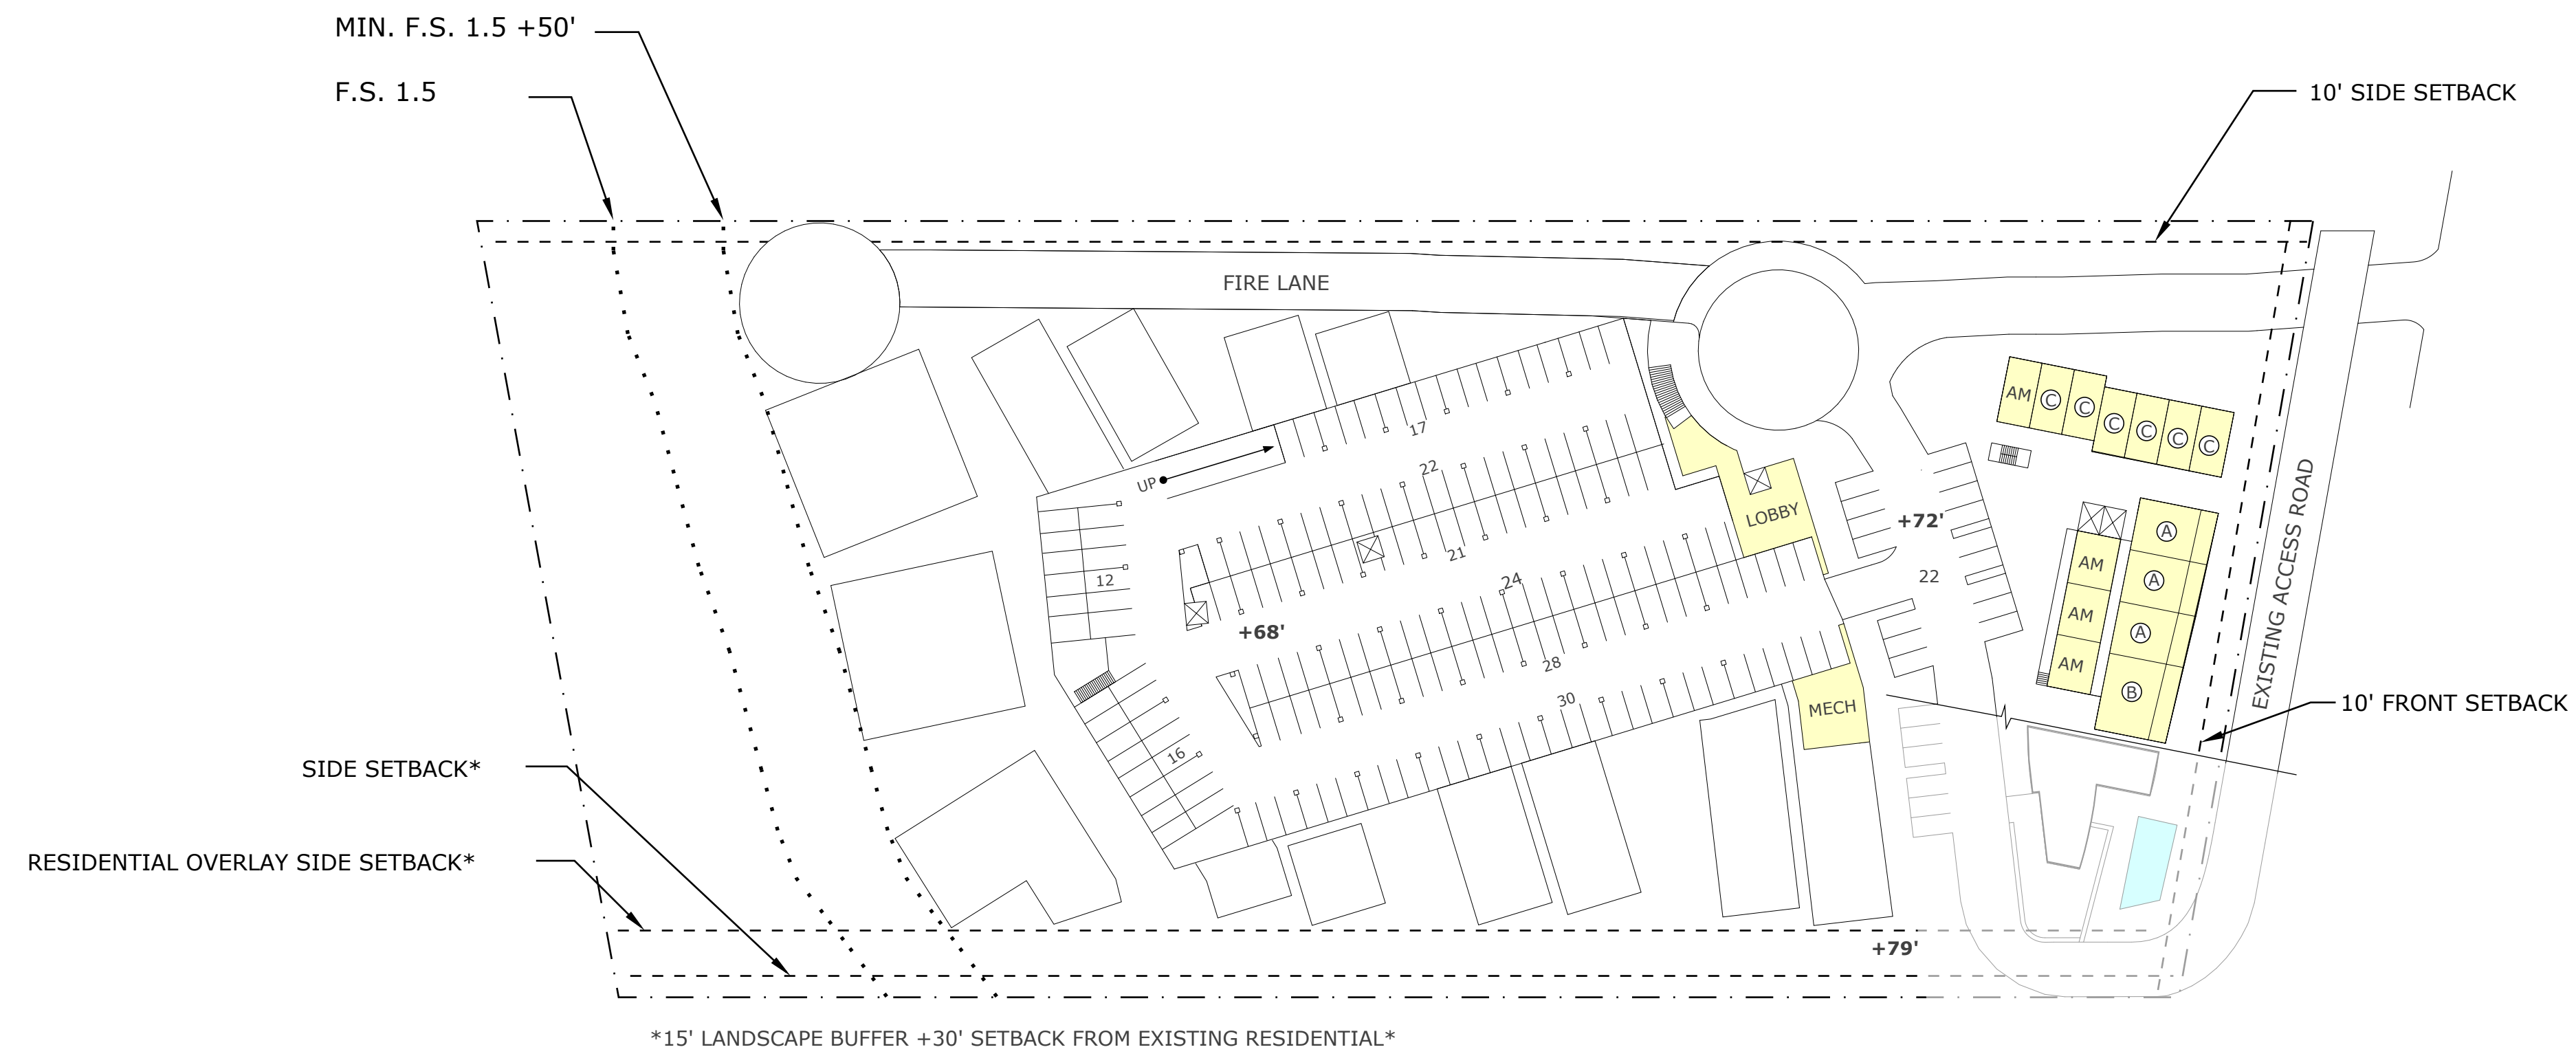 MIN. F.S. 1.5 +50'
F.S. 1.5
10' SIDE SETBACK
FIRE LANE
AM
C
C
C
C
C
C
17
22
UP
EXISTING ACCESS ROAD
LOBBY
+72'
A
21
AM
A
12
24
22
AM
A
+68'
28
AM
B
30
10' FRONT SETBACK
MECH
16
SIDE SETBACK*
RESIDENTIAL OVERLAY SIDE SETBACK*
+79'
*15' LANDSCAPE BUFFER +30' SETBACK FROM EXISTING RESIDENTIAL*